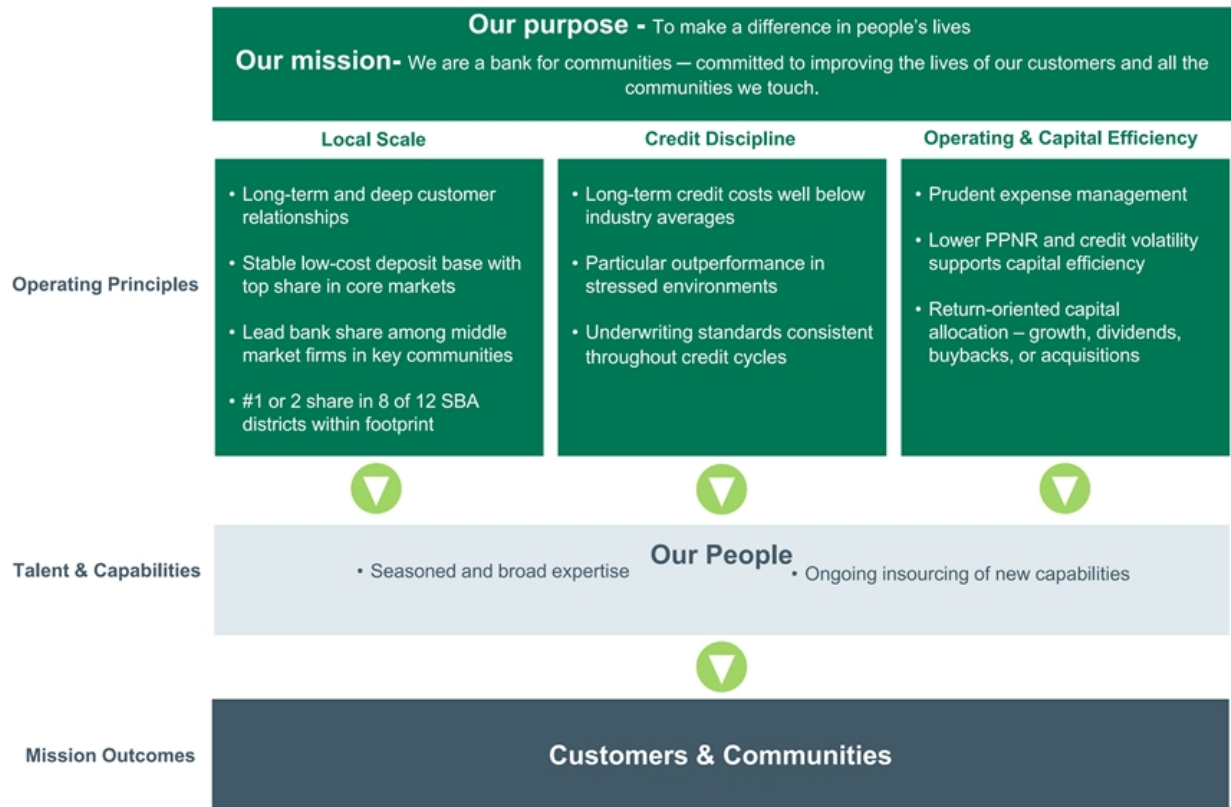 Our purpose - To make a difference in people's lives
Our mission- We are a bank for communities — committed to improving the lives of our customers and all the
communities we touch.
Local Scale
Credit Discipline
Operating & Capital Efficiency
Operating Principles
• Long-term and deep customer
relationships
• Stable low-cost deposit base with
top share in core markets
• Lead bank share among middle
market firms in key communities
• #1 or 2 share in 8 of 12 SBA
districts within footprint
• Long-term credit costs well below
industry averages
• Particular outperformance in
stressed environments
• Underwriting standards consistent
throughout credit cycles
• Prudent expense management
• Lower PPNR and credit volatility
supports capital efficiency
• Return-oriented capital
allocation – growth, dividends,
buybacks, or acquisitions
Talent & Capabilities
Our People
• Seasoned and broad expertise
• Ongoing insourcing of new capabilities
Mission Outcomes
Customers & Communities